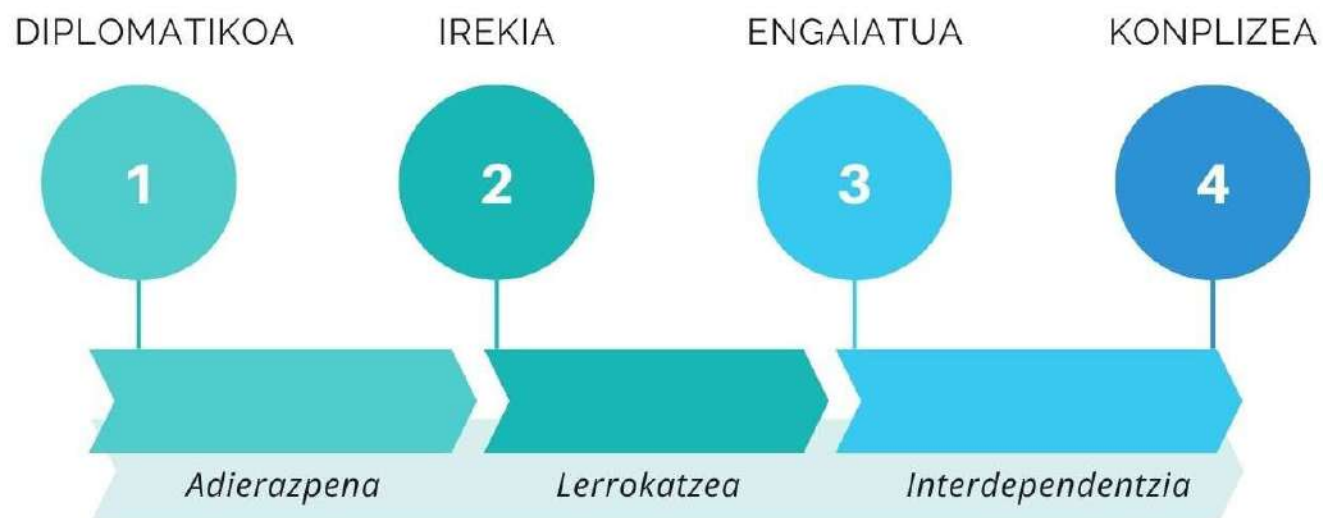 DIPLOMATIKOA IREKIA ENGAIATUA KONPLIZEA
1 2 3 4
Adierazpena Lerrokatzea Interdependentzia